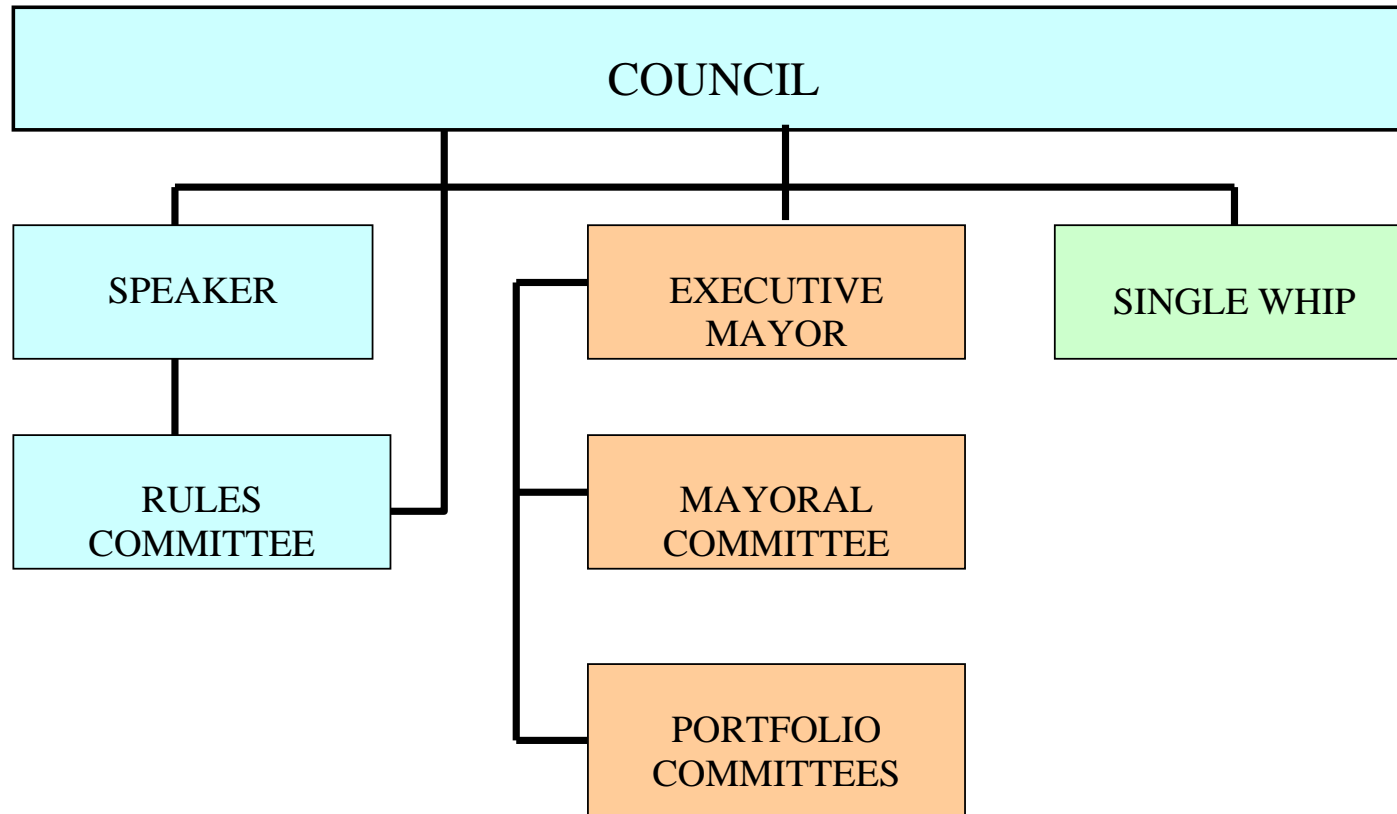 COUNCIL
SPEAKER
EXECUTIVE
MAYOR
SINGLE WHIP
RULES
COMMITTEE
MAYORAL
COMMITTEE
PORTFOLIO
COMMITTEES